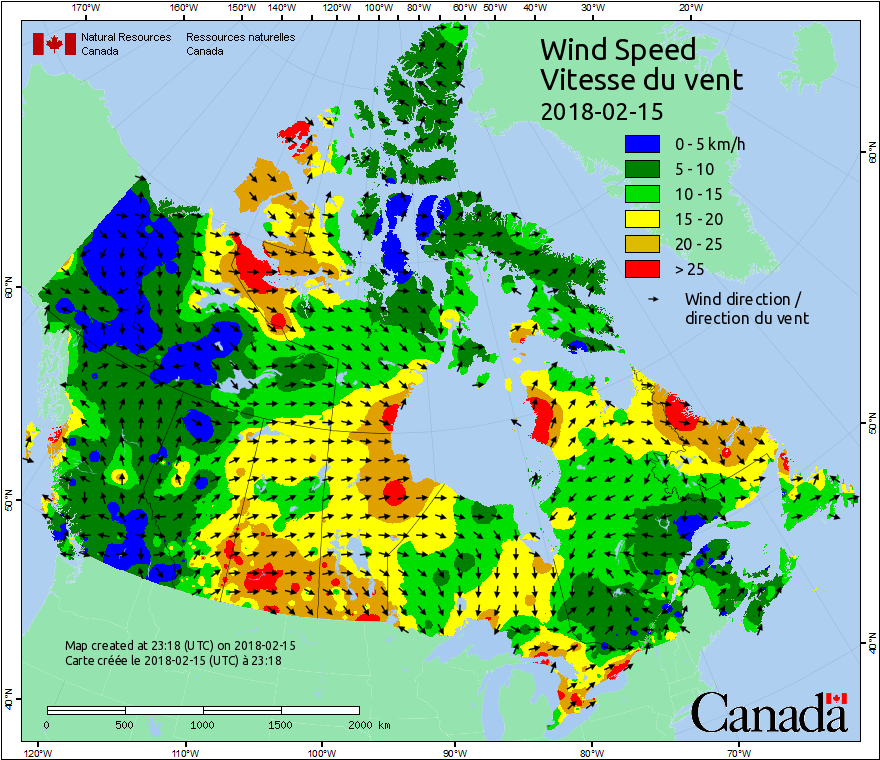 170°W 160°W 150°W 140°W 120°W 100°W 80°W 60°W 50°W 40°W 30°W 20°W
Natural Resources Ressources naturelles
Canada Canada
Wind Speed
Vitesse du vent
2018-02-15
0 - 5 km/h
5 - 10
10 - 15
15 - 20
20 - 25
> 25
Wind direction /
direction du vent
60°N
50°N
40°N
60°N
50°N
40°N
Map created at 23:18 (UTC) on 2018-02-15
Carte créée le 2018-02-15 (UTC) à 23:18
0 500 1000 1500 2000 km
Canada
120°W 110°W 100°W 90°W 80°W 70°W